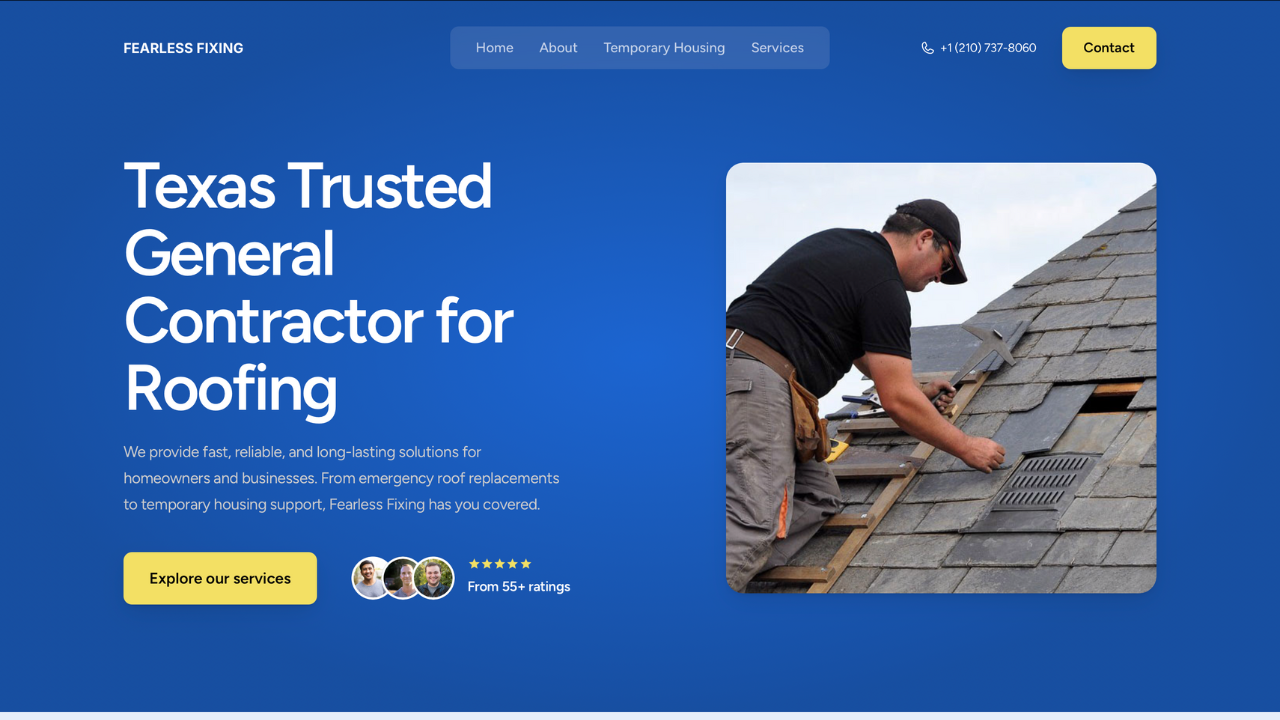 FEARLESS FIXING
Home About Temporary Housing Services
+1 (210) 737-8060
Contact
Texas Trusted
General
Contractor for
Roofing
We provide fast, reliable, and long-lasting solutions for
homeowners and businesses. From emergency roof replacements
to temporary housing support, Fearless Fixing has you covered.
Explore our services
From 55+ ratings